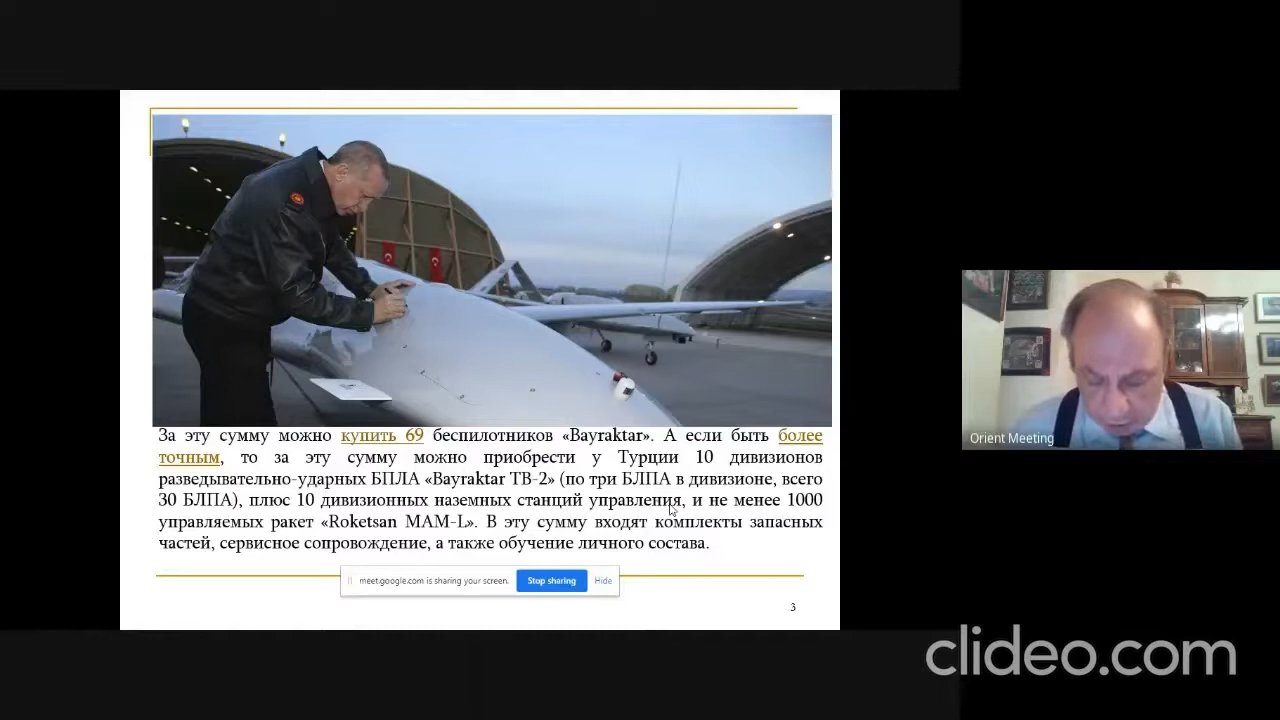 За эту сумму можно купить 69 беспилотников «Bayraktar». А если быть более
точным, то за эту сумму можно приобрести у Турции 10 дивизионов
разведывательно-ударных БПЛА «Bayraktar TB-2» (по три БЛПА в дивизионе, всего
30 БЛПА), плюс 10 дивизионных наземных станций управления, и не менее 1000
управляемых ракет «Roketsan MAM-L». В эту сумму входят комплекты запасных
частей, сервисное сопровождение, а также обучение личного состава.
meet.google.com is sharing your screen.
Stop sharing
Hide
3
Orient Meeting
clideo.com